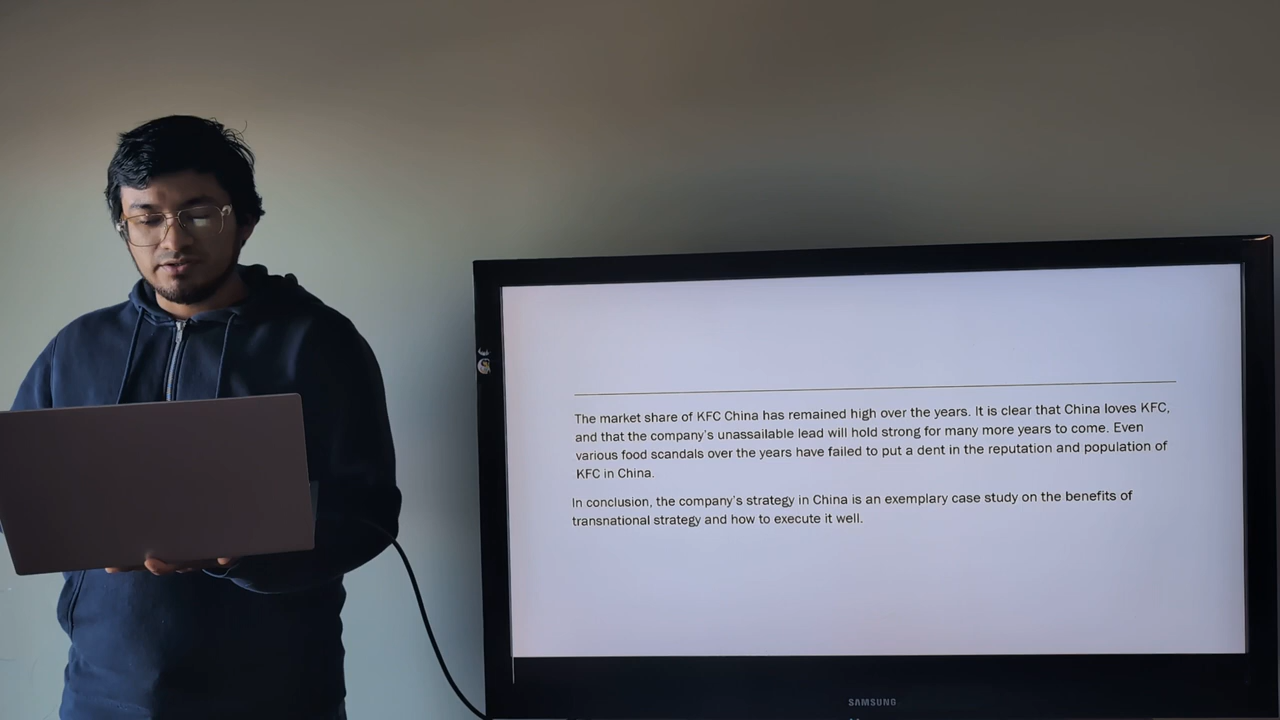 The market share of KFC China has remained high over the years. It is clear that China loves KFC,
and that the company's unassailable lead will hold strong for many more years to come. Even
various food scandals over the years have failed to put a dent in the reputation and population of
KFC in China.
In conclusion, the company's strategy in China is an exemplary case study on the benefits of
transnational strategy and how to execute it well.
SAMSUNG